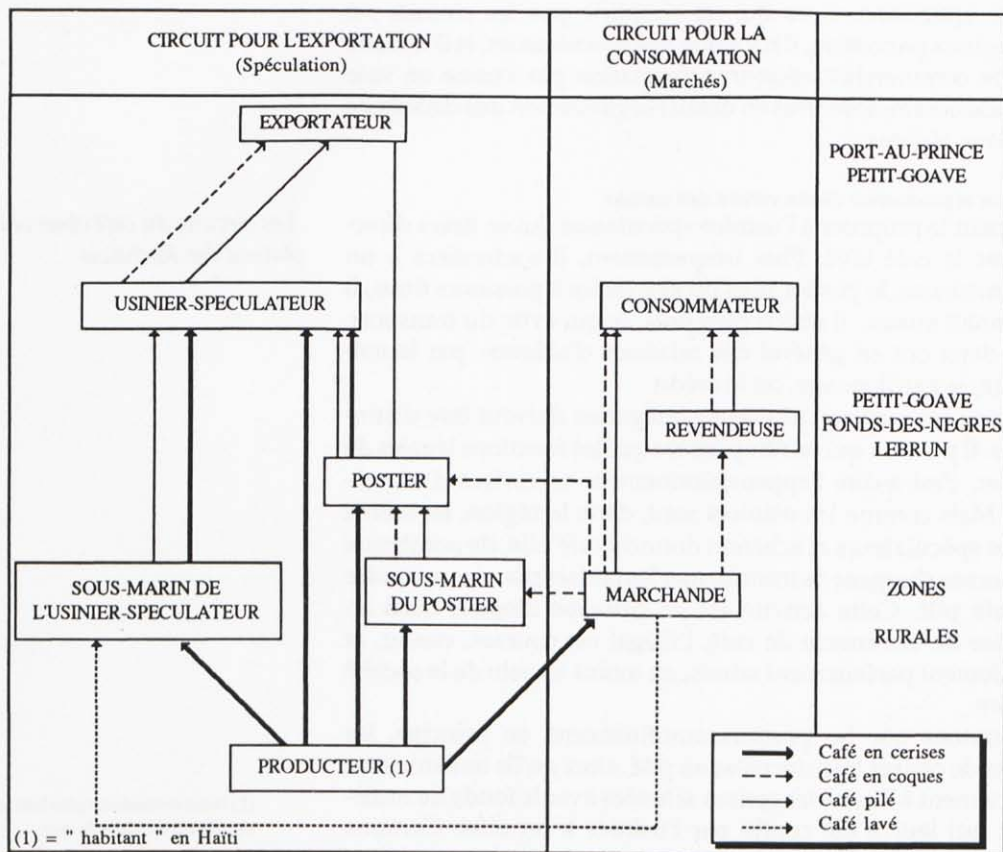 CIRCUIT POUR L'EXPORTATION
(Spéculation)
CIRCUIT POUR LA
CONSOMMATION
(Marchés)
EXPORTATEUR
PORT-AU-PRINCE
PETIT-GOAVE
USINIER-SPECULATEUR
CONSOMMATEUR
REVENDEUSE
PETIT-GOAVE
FONDS-DES-NEGRES
LEBRUN
POSTIER
SOUS-MARIN DE
L'USINIER-SPECULATEUR
SOUS-MARIN
DU POSTIER
MARCHANDE
ZONES
RURALES
PRODUCTEUR (1)
Café en cerises
Café en coques
Café pilé
Café lavé
(1) = " habitant " en Haïti